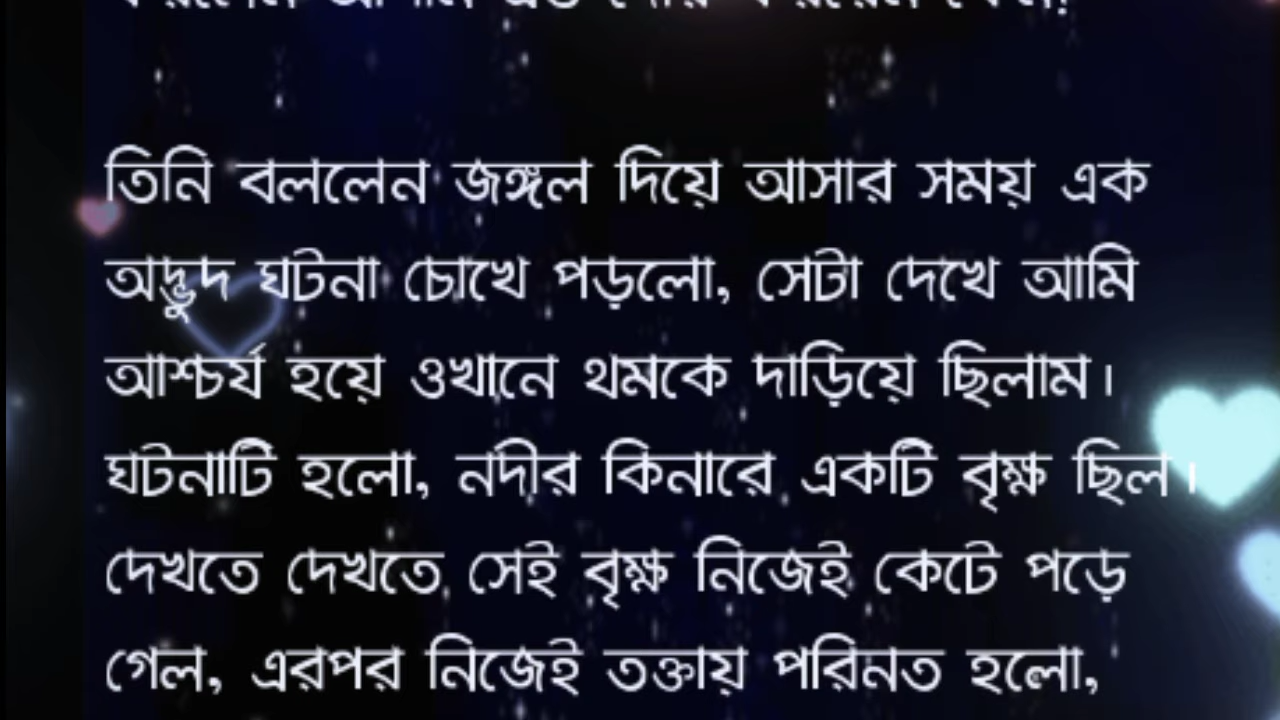 তিনি বললেন জঙ্গল দিয়ে আসার সময় এক
অদ্ভুদ ঘটনা চোখে পড়লো, সেটা দেখে আমি
আশ্চর্য হয়ে ওখানে থমকে দাড়িয়ে ছিলাম।
ঘটনাটি হলো, নদীর কিনারে একটি বৃক্ষ ছিল।
দেখতে দেখতে সেই বৃক্ষ নিজেই কেটে পড়ে
গেল, এরপর নিজেই তক্তায় পরিনত হলো,